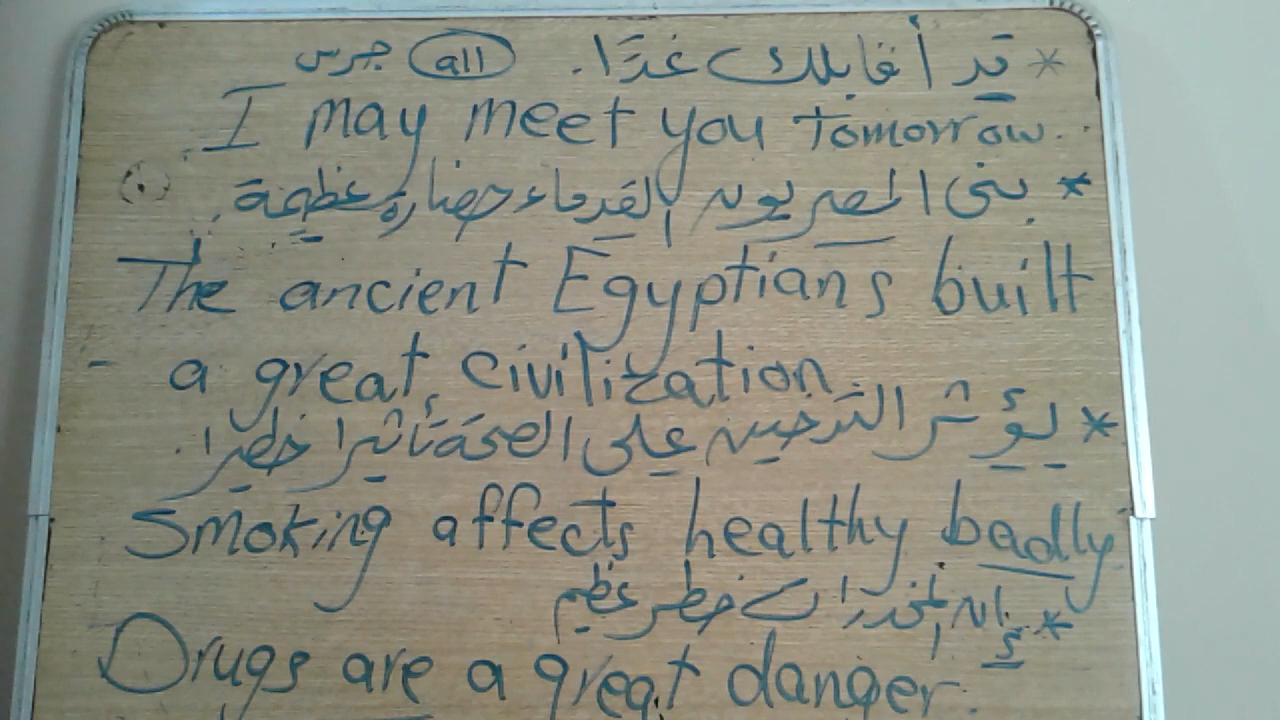 * قد أقابلك غدًا. all جرس
I may meet you Tomorrow.
* بنى المصريون القدماء حضارة عظيمة.
The ancient Egyptians built
- a great civilization.
* يؤثر التدخين على الصحة تأثيرا خطيرا.
Smoking affects healthy badly
* إن المخدرات خطر عظيم
Drugs are a great danger.